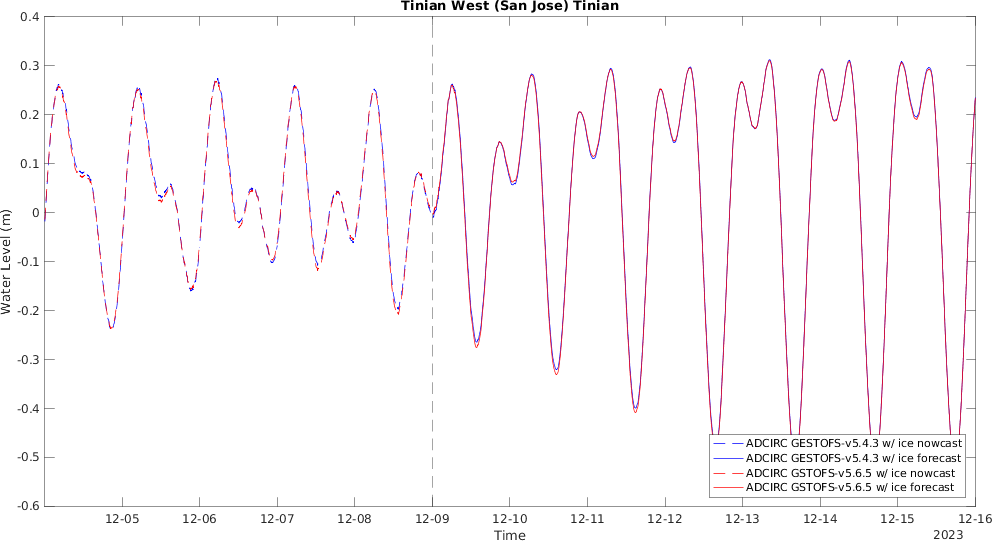 Tinian West (San Jose) Tinian
0.4
0.3
0.2
0.1
0
-0.1
-0.2
-0.3
-0.4
-0.5
-0.6
Water Level (m)
ADCIRC GESTOFS-v5.4.3 w/ ice nowcast
ADCIRC GESTOFS-v5.4.3 w/ ice forecast
ADCIRC GSTOFS-v5.6.5 w/ ice nowcast
ADCIRC GSTOFS-v5.6.5 w/ ice forecast
12-05 12-06 12-07 12-08 12-09 12-10 12-11 12-12 12-13 12-14 12-15 12-16
Time
2023